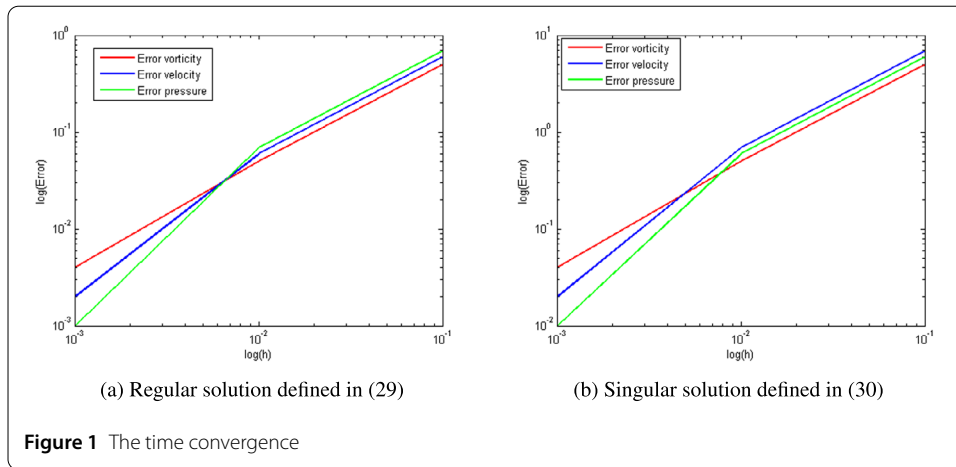 10^0
10^-1
10^-2
10^-3
log(Error)
Error vorticity
Error velocity
Error pressure
10^-3
10^-2
10^-1
log(h)
(a) Regular solution defined in (29)
10^1
10^0
10^-1
10^-2
log(Error)
Error vorticity
Error velocity
Error pressure
10^-3
10^-2
10^-1
log(h)
(b) Singular solution defined in (30)
Figure 1 The time convergence